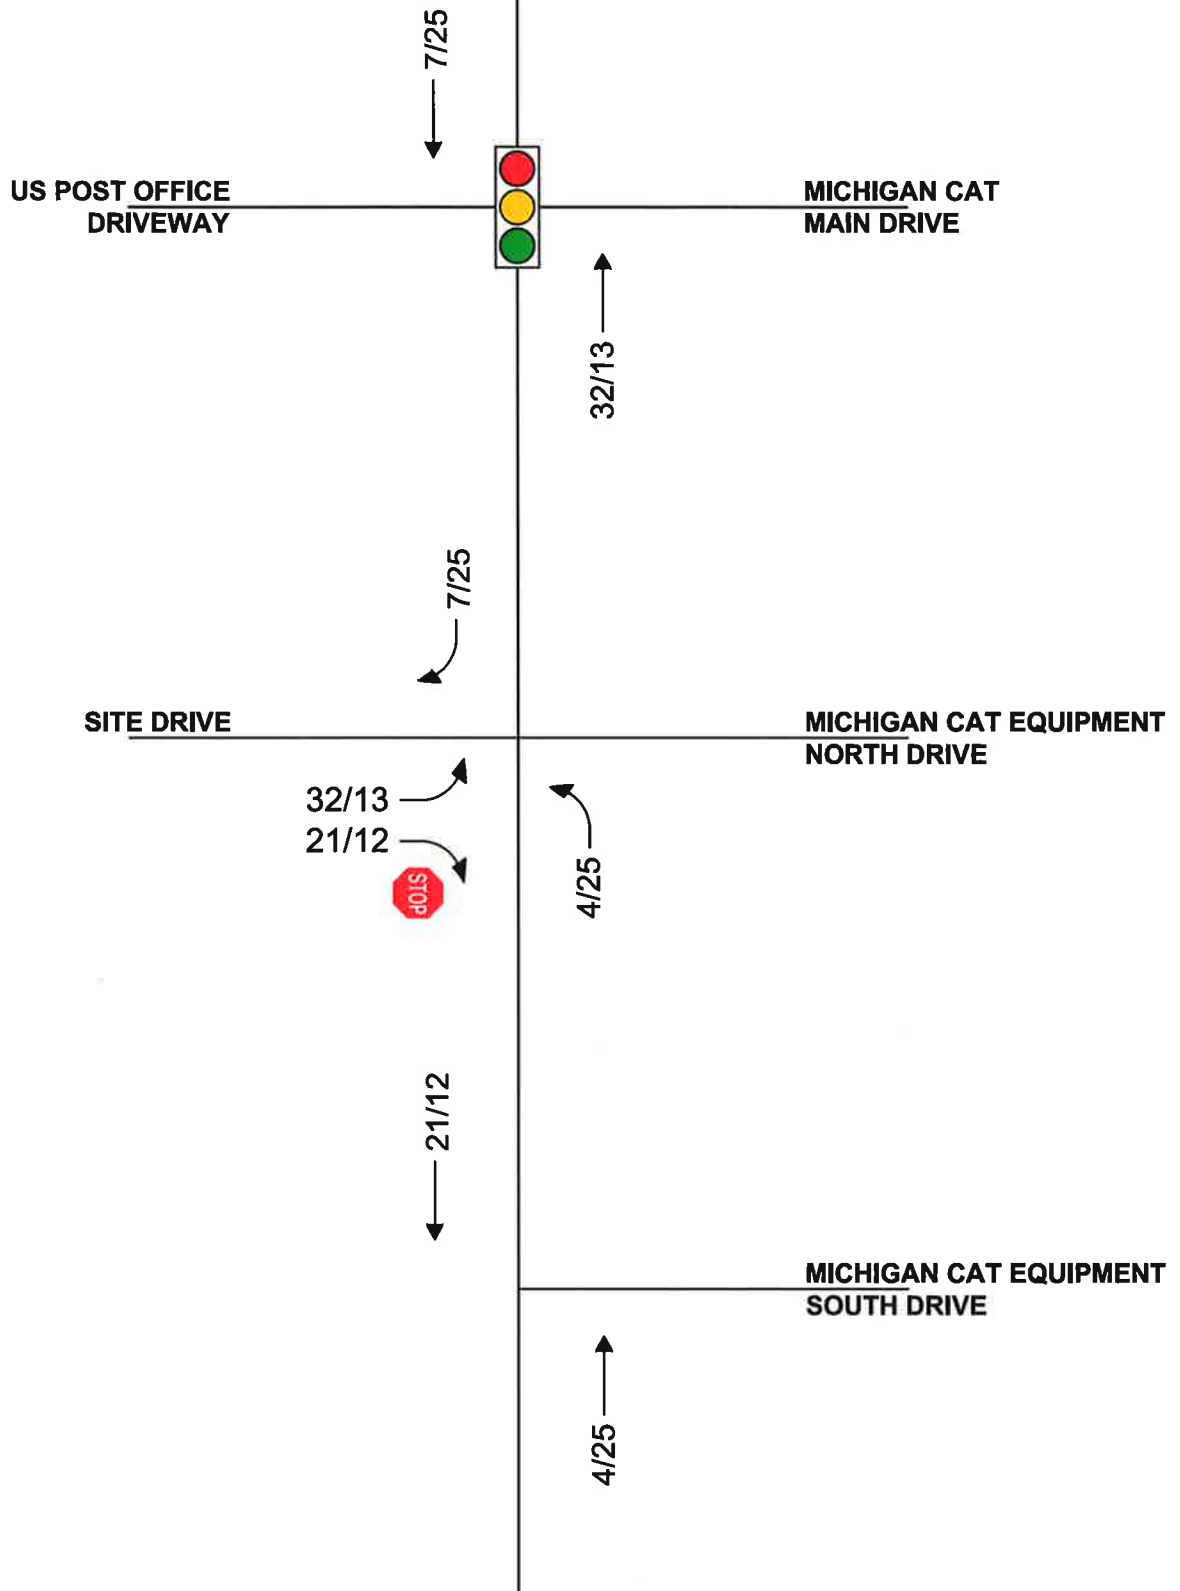 7/25
US POST OFFICE
DRIVEWAY
MICHIGAN CAT
MAIN DRIVE
32/13
7/25
SITE DRIVE
MICHIGAN CAT EQUIPMENT
NORTH DRIVE
32/13
21/12
STOP
4/25
21/12
MICHIGAN CAT EQUIPMENT
SOUTH DRIVE
4/25